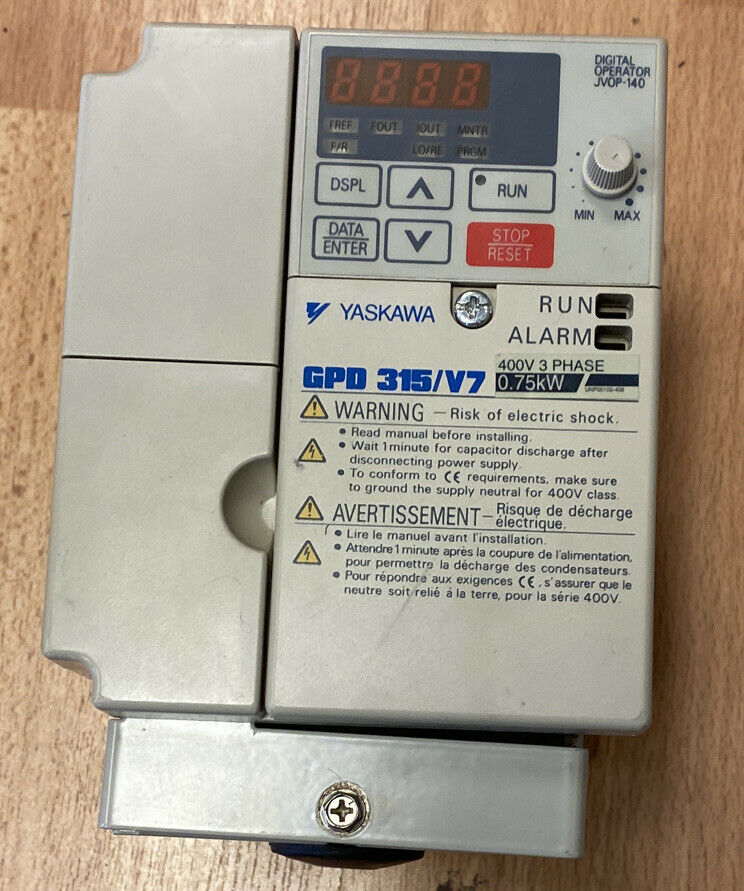 DIGITAL
OPERATOR
JVOP-140
8888
FREF FOUT IOUT MNTR
F/R LO/RE PRGM
DSPL
RUN
MIN MAX
DATA
ENTER
STOP
RESET
YASKAWA
RUN
ALARM
400V 3 PHASE
GPD 315/V7
0.75kW
WARNING – Risk of electric shock.
• Read manual before installing.
• Wait 1 minute for capacitor discharge after
disconnecting power supply.
• To conform to CE requirements, make sure
to ground the supply neutral for 400V class.
AVERTISSEMENT – Risque de décharge
électrique.
• Lire le manuel avant l'installation.
• Attendre 1 minute après la coupure de l'alimentation,
pour permettre la décharge des condensateurs.
• Pour répondre aux exigences CE, s'assurer que le
neutre soit relié á la terre, pour la série 400V.